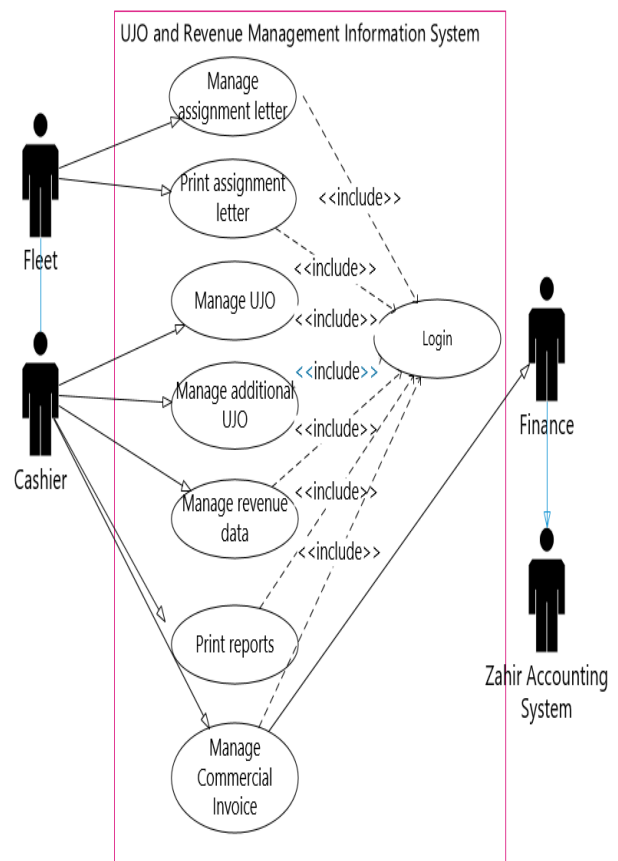 UJO and Revenue Management Information System
Manage
assignment letter
Print assignment
letter
<<include>>
Fleet
<<include>>
Manage UJO
<<include>>
Login
<<include>>
Manage additional
UJO
Finance
<<include>>
Cashier
Manage revenue
data
<<include>>
<<include>>
Print reports
Zahir Accounting
System
Manage
Commercial
Invoice